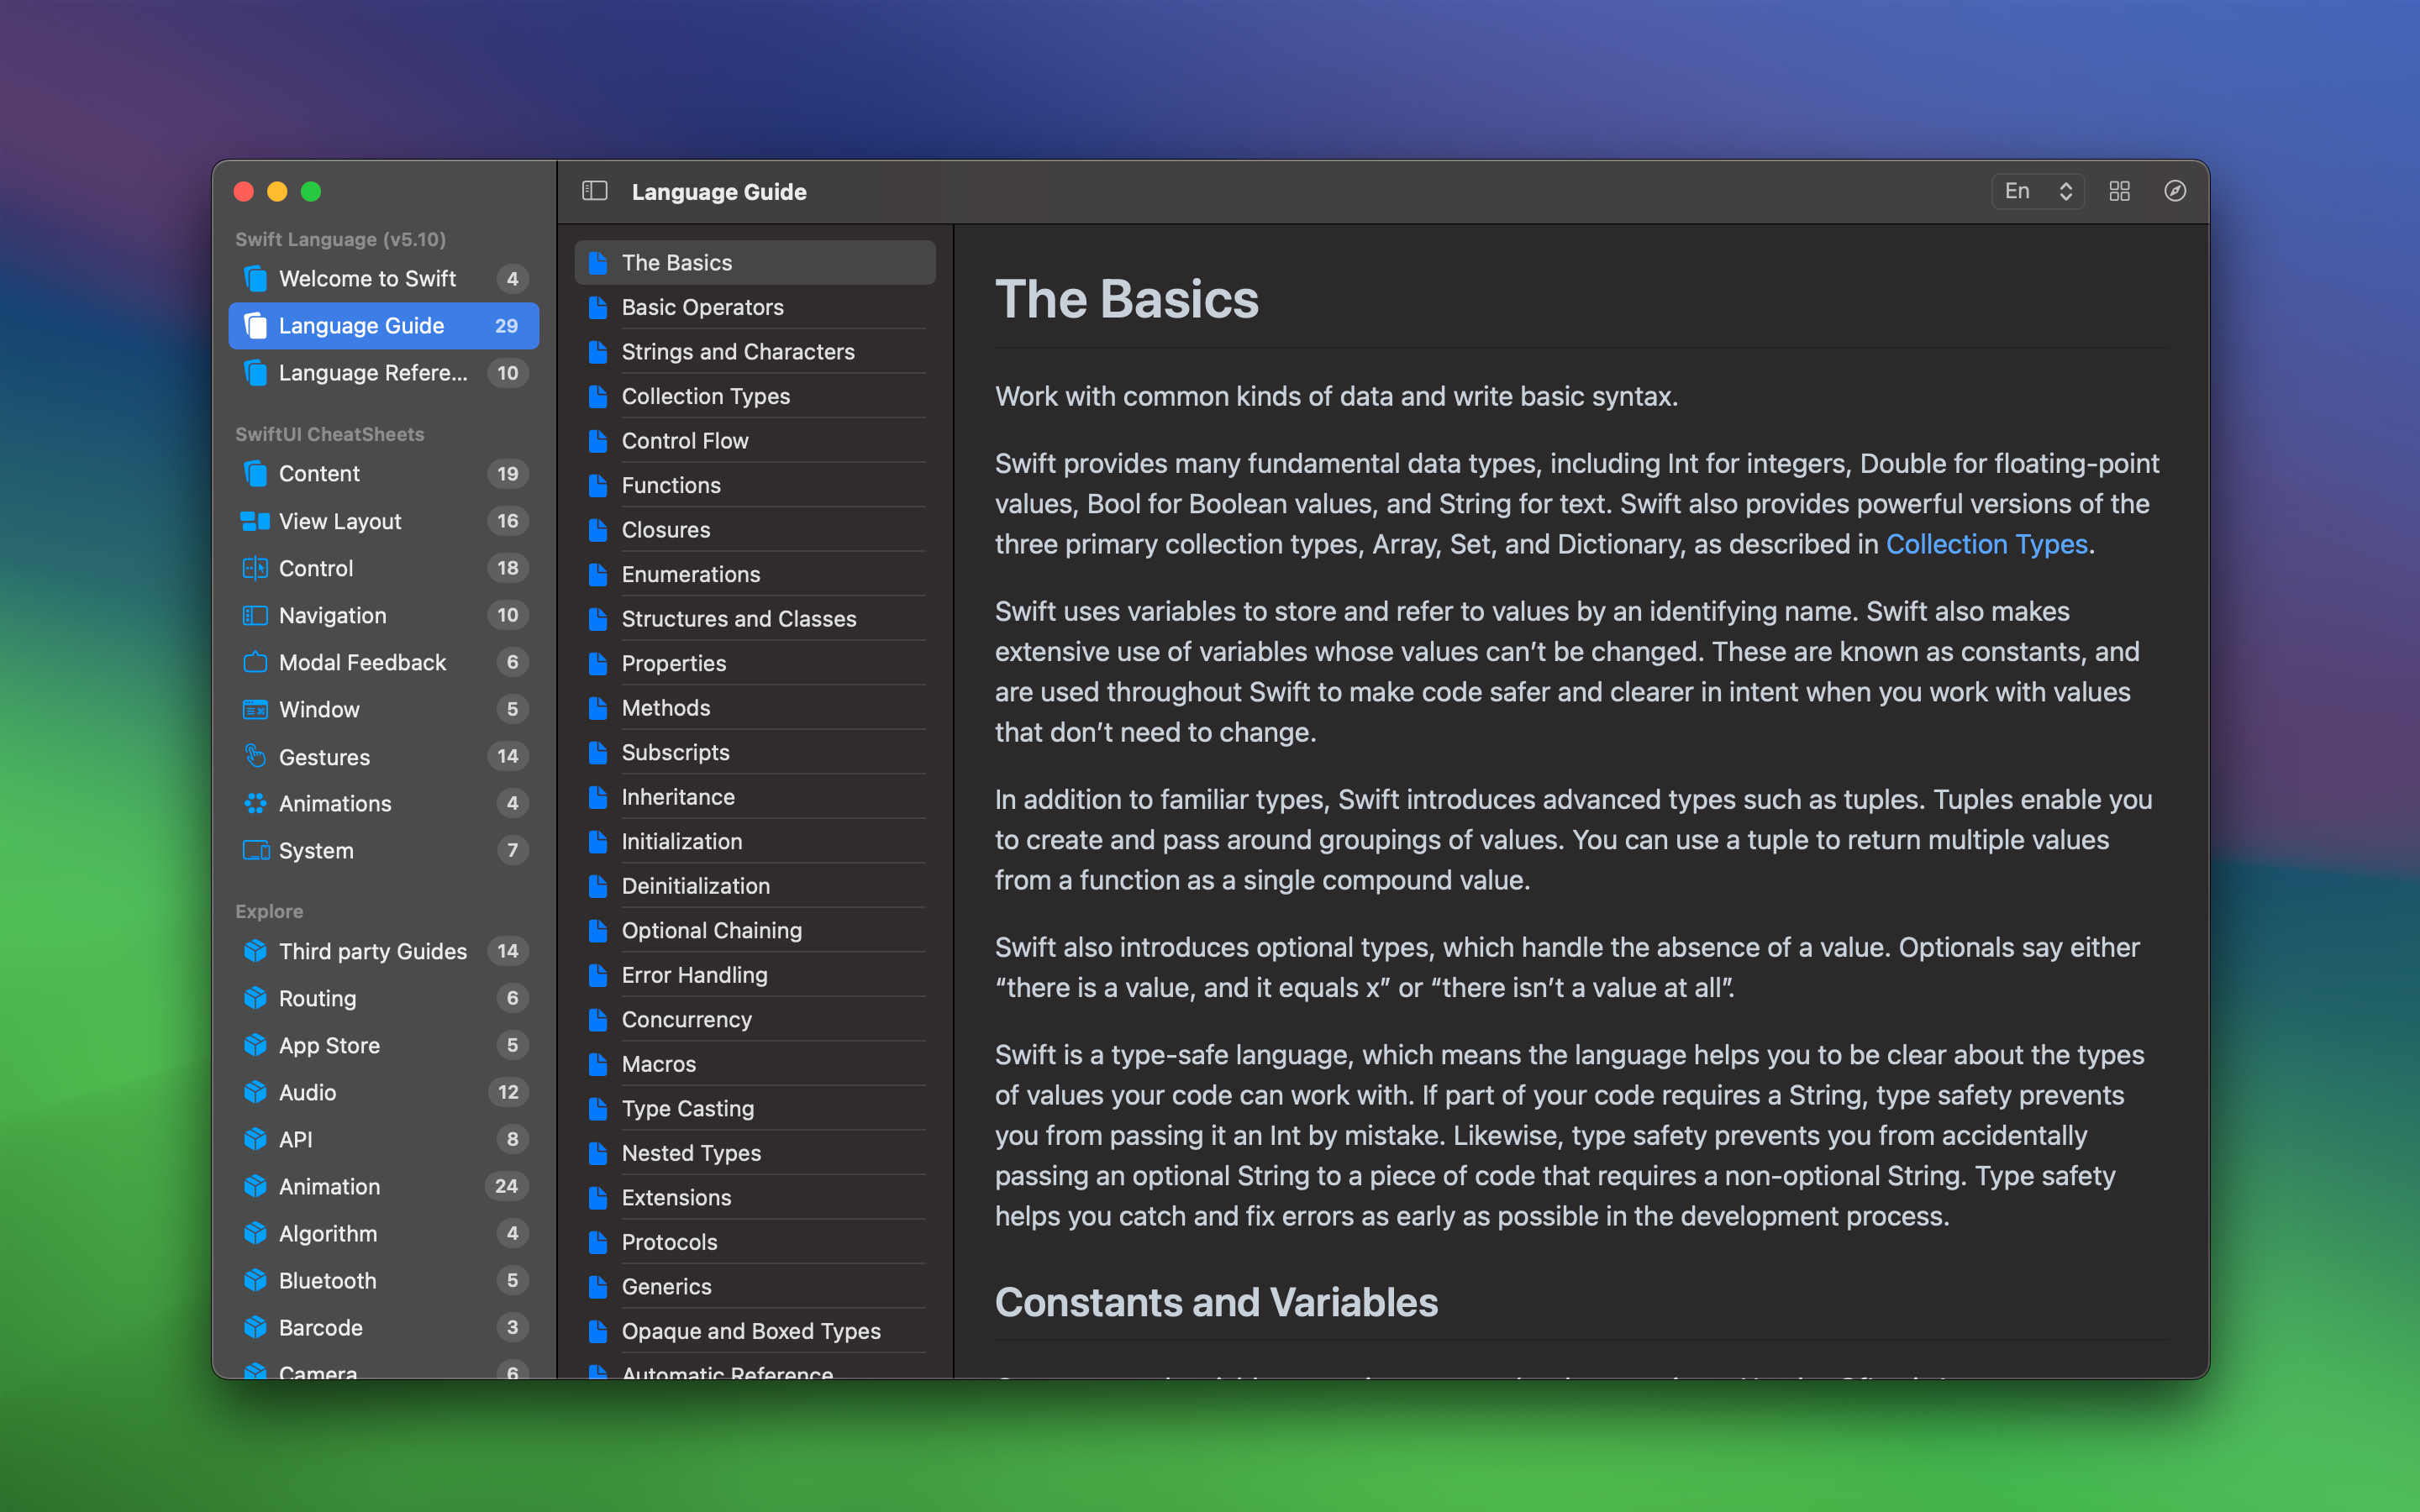 Language Guide
En
Swift Language (v5.10)
Welcome to Swift 4
Language Guide 29
Language Refere... 10
SwiftUI CheatSheets
Content 19
View Layout 16
Control 18
Navigation 10
Modal Feedback 6
Window 5
Gestures 14
Animations 4
System 7
Explore
Third party Guides 14
Routing 6
App Store 5
Audio 12
API 8
Animation 24
Algorithm 4
Bluetooth 5
Barcode 3
Camera 6
The Basics
Basic Operators
Strings and Characters
Collection Types
Control Flow
Functions
Closures
Enumerations
Structures and Classes
Properties
Methods
Subscripts
Inheritance
Initialization
Deinitialization
Optional Chaining
Error Handling
Concurrency
Macros
Type Casting
Nested Types
Extensions
Protocols
Generics
Opaque and Boxed Types
Automatic Reference
The Basics
Work with common kinds of data and write basic syntax.
Swift provides many fundamental data types, including Int for integers, Double for floating-point
values, Bool for Boolean values, and String for text. Swift also provides powerful versions of the
three primary collection types, Array, Set, and Dictionary, as described in Collection Types.
Swift uses variables to store and refer to values by an identifying name. Swift also makes
extensive use of variables whose values can’t be changed. These are known as constants, and
are used throughout Swift to make code safer and clearer in intent when you work with values
that don’t need to change.
In addition to familiar types, Swift introduces advanced types such as tuples. Tuples enable you
to create and pass around groupings of values. You can use a tuple to return multiple values
from a function as a single compound value.
Swift also introduces optional types, which handle the absence of a value. Optionals say either
“there is a value, and it equals x” or “there isn’t a value at all”.
Swift is a type-safe language, which means the language helps you to be clear about the types
of values your code can work with. If part of your code requires a String, type safety prevents
you from passing it an Int by mistake. Likewise, type safety prevents you from accidentally
passing an optional String to a piece of code that requires a non-optional String. Type safety
helps you catch and fix errors as early as possible in the development process.
Constants and Variables